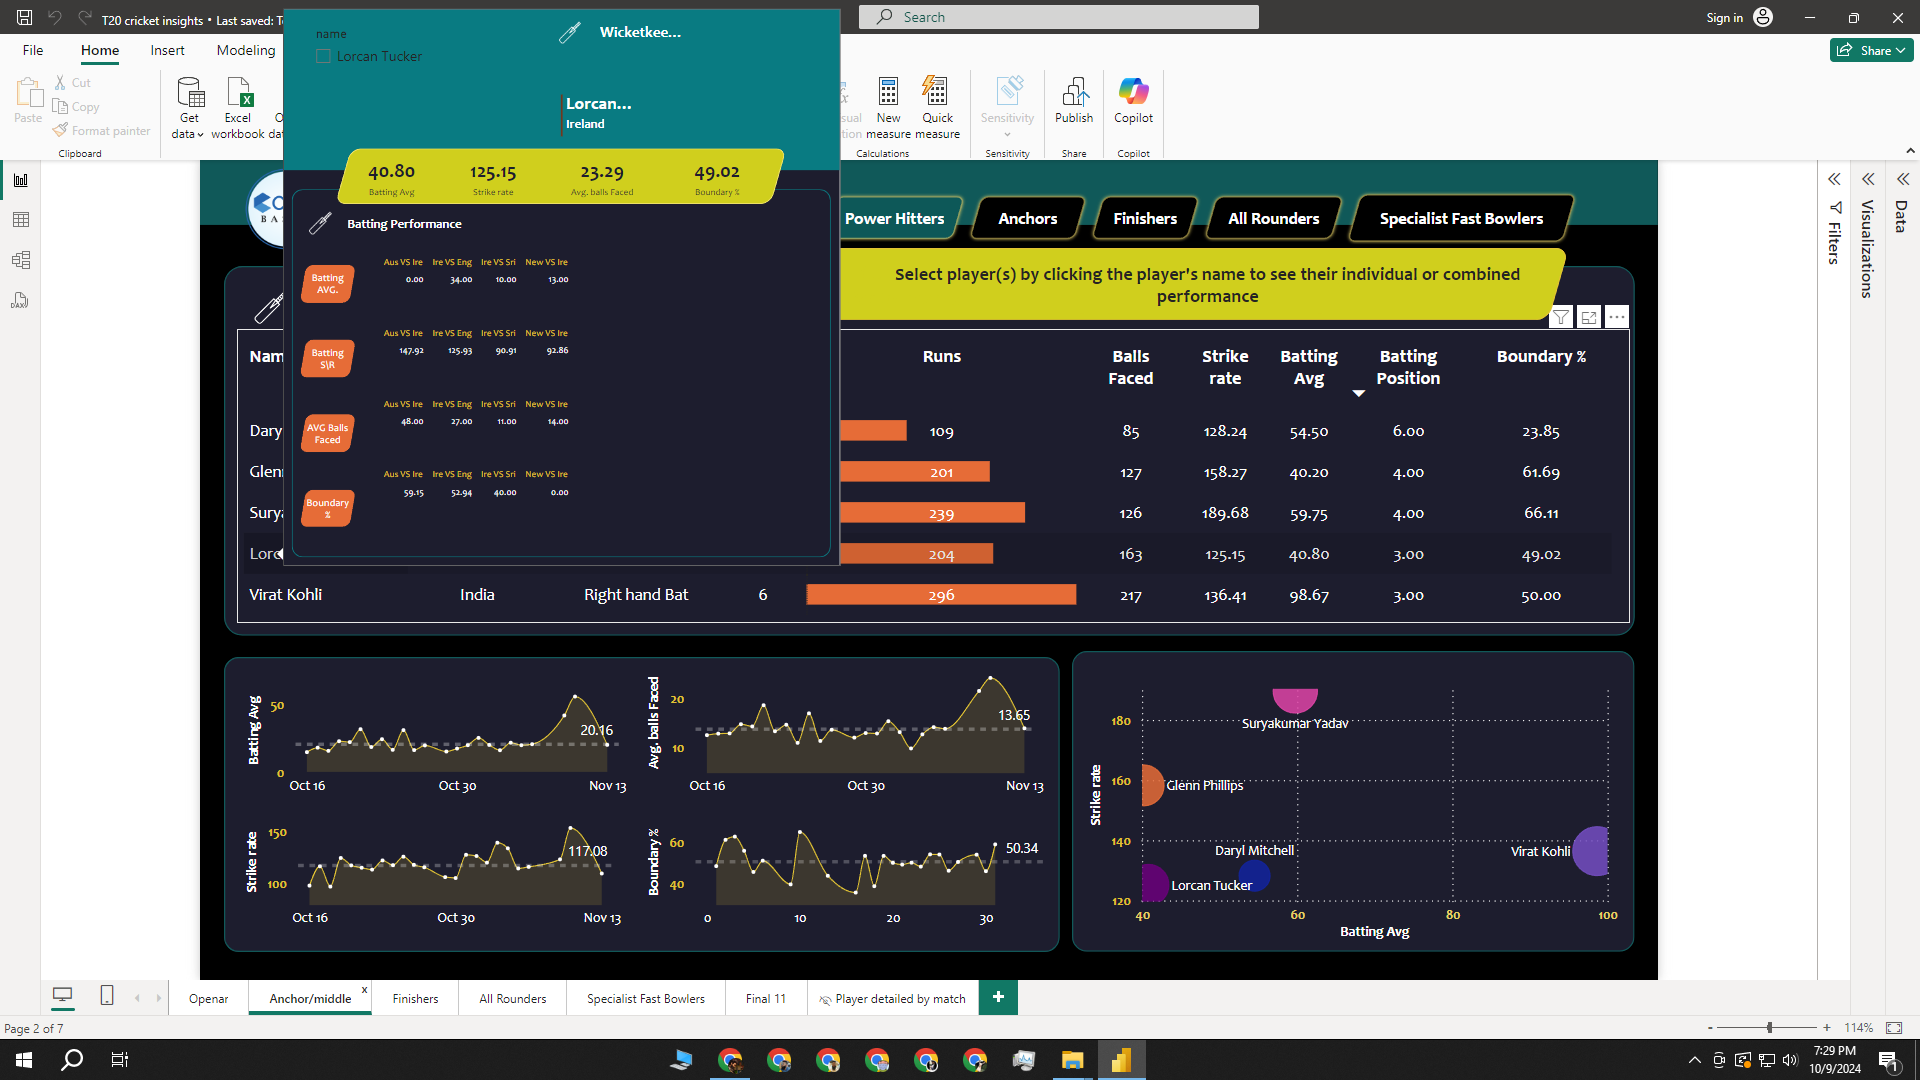 T20 cricket insights • Last saved: T
Search
Sign in
File
Home
Insert
Modeling
Share
Paste
Cut
Copy
Format painter
Clipboard
Get
data
Excel
workbook
New
measure
Quick
measure
Calculations
Sensitivity
Sensitivity
Publish
Share
Copilot
Copilot
name
Lorcan Tucker
Wicketkee...
Lorcan...
Ireland
40.80
125.15
23.29
49.02
Batting Avg
Strike rate
Avg. balls Faced
Boundary %
Batting Performance
Batting
AVG.
Aus VS Ire Ire VS Eng Ire VS Sri New VS Ire
0.00 34.00 10.00 13.00
Batting
S\R
Aus VS Ire Ire VS Eng Ire VS Sri New VS Ire
147.92 125.93 90.91 92.86
AVG Balls
Faced
Aus VS Ire Ire VS Eng Ire VS Sri New VS Ire
48.00 27.00 11.00 14.00
Boundary
%
Aus VS Ire Ire VS Eng Ire VS Sri New VS Ire
59.15 52.94 40.00 0.00
Power Hitters
Anchors
Finishers
All Rounders
Specialist Fast Bowlers
Select player(s) by clicking the player's name to see their individual or combined
performance
Nam
Runs
Balls
Faced
Strike
rate
Batting
Avg
Batting
Position
Boundary %
Dary 109 85 128.24 54.50 6.00 23.85
Glen 201 127 158.27 40.20 4.00 61.69
Surya 239 126 189.68 59.75 4.00 66.11
Lorc 204 163 125.15 40.80 3.00 49.02
Virat Kohli India Right hand Bat 6 296 217 136.41 98.67 3.00 50.00
Batting Avg
50
0
20.16
Oct 16 Oct 30 Nov 13
Avg. balls Faced
20
10
13.65
Oct 16 Oct 30 Nov 13
Strike rate
150
100
117.08
Oct 16 Oct 30 Nov 13
Boundary %
60
40
50.34
0 10 20 30
Strike rate
180
160
140
120
Suryakumar Yadav
Glenn Phillips
Daryl Mitchell
Virat Kohli
Lorcan Tucker
40 60 80 100
Batting Avg
Filters
Visualizations
Data
Openar
Anchor/middle
x
Finishers
All Rounders
Specialist Fast Bowlers
Final 11
Player detailed by match
+
Page 2 of 7
- + 114%
7:29 PM
10/9/2024
1